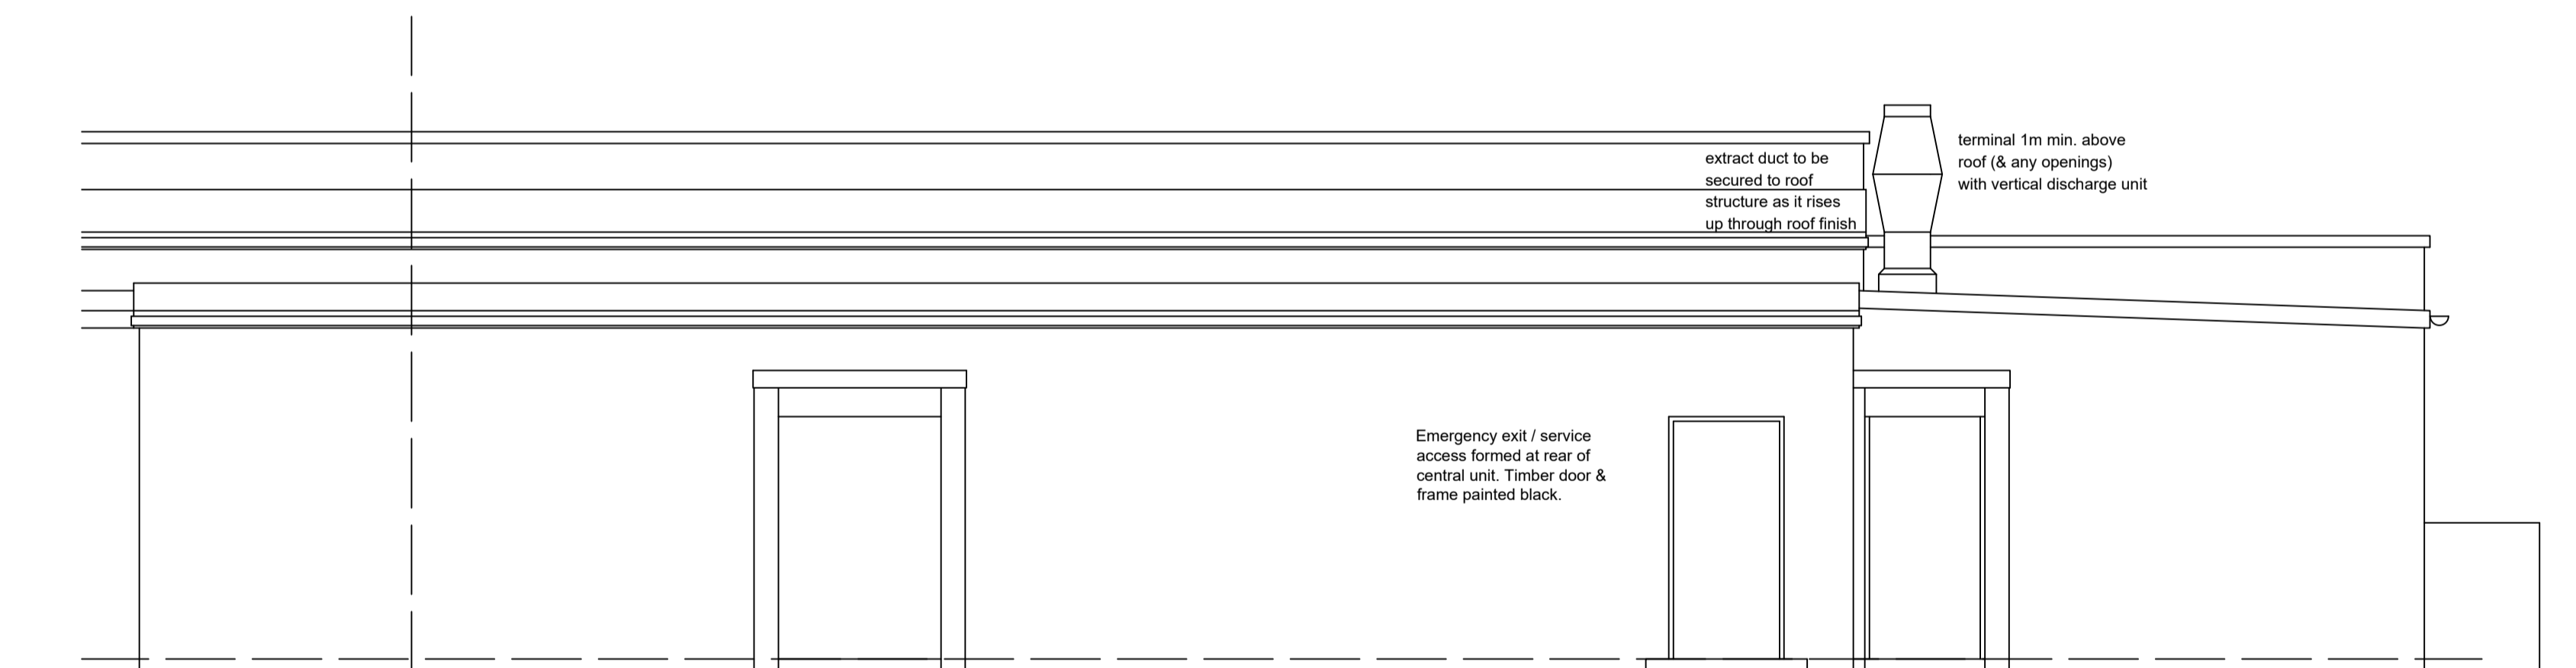 extract duct to be
secured to roof
structure as it rises
up through roof finish
terminal 1m min. above
roof (& any openings)
with vertical discharge unit
Emergency exit / service
access formed at rear of
central unit. Timber door &
frame painted black.